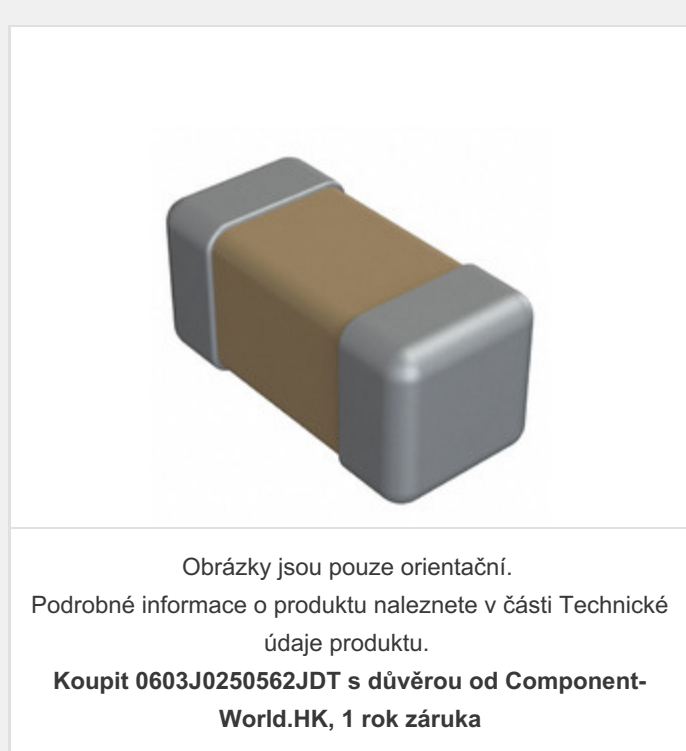 Obrázky jsou pouze orientační.
Podrobné informace o produktu naleznete v části Technické
údaje produktu.
Koupit 0603J0250562JDT s důvěrou od Component-
World.HK, 1 rok záruka